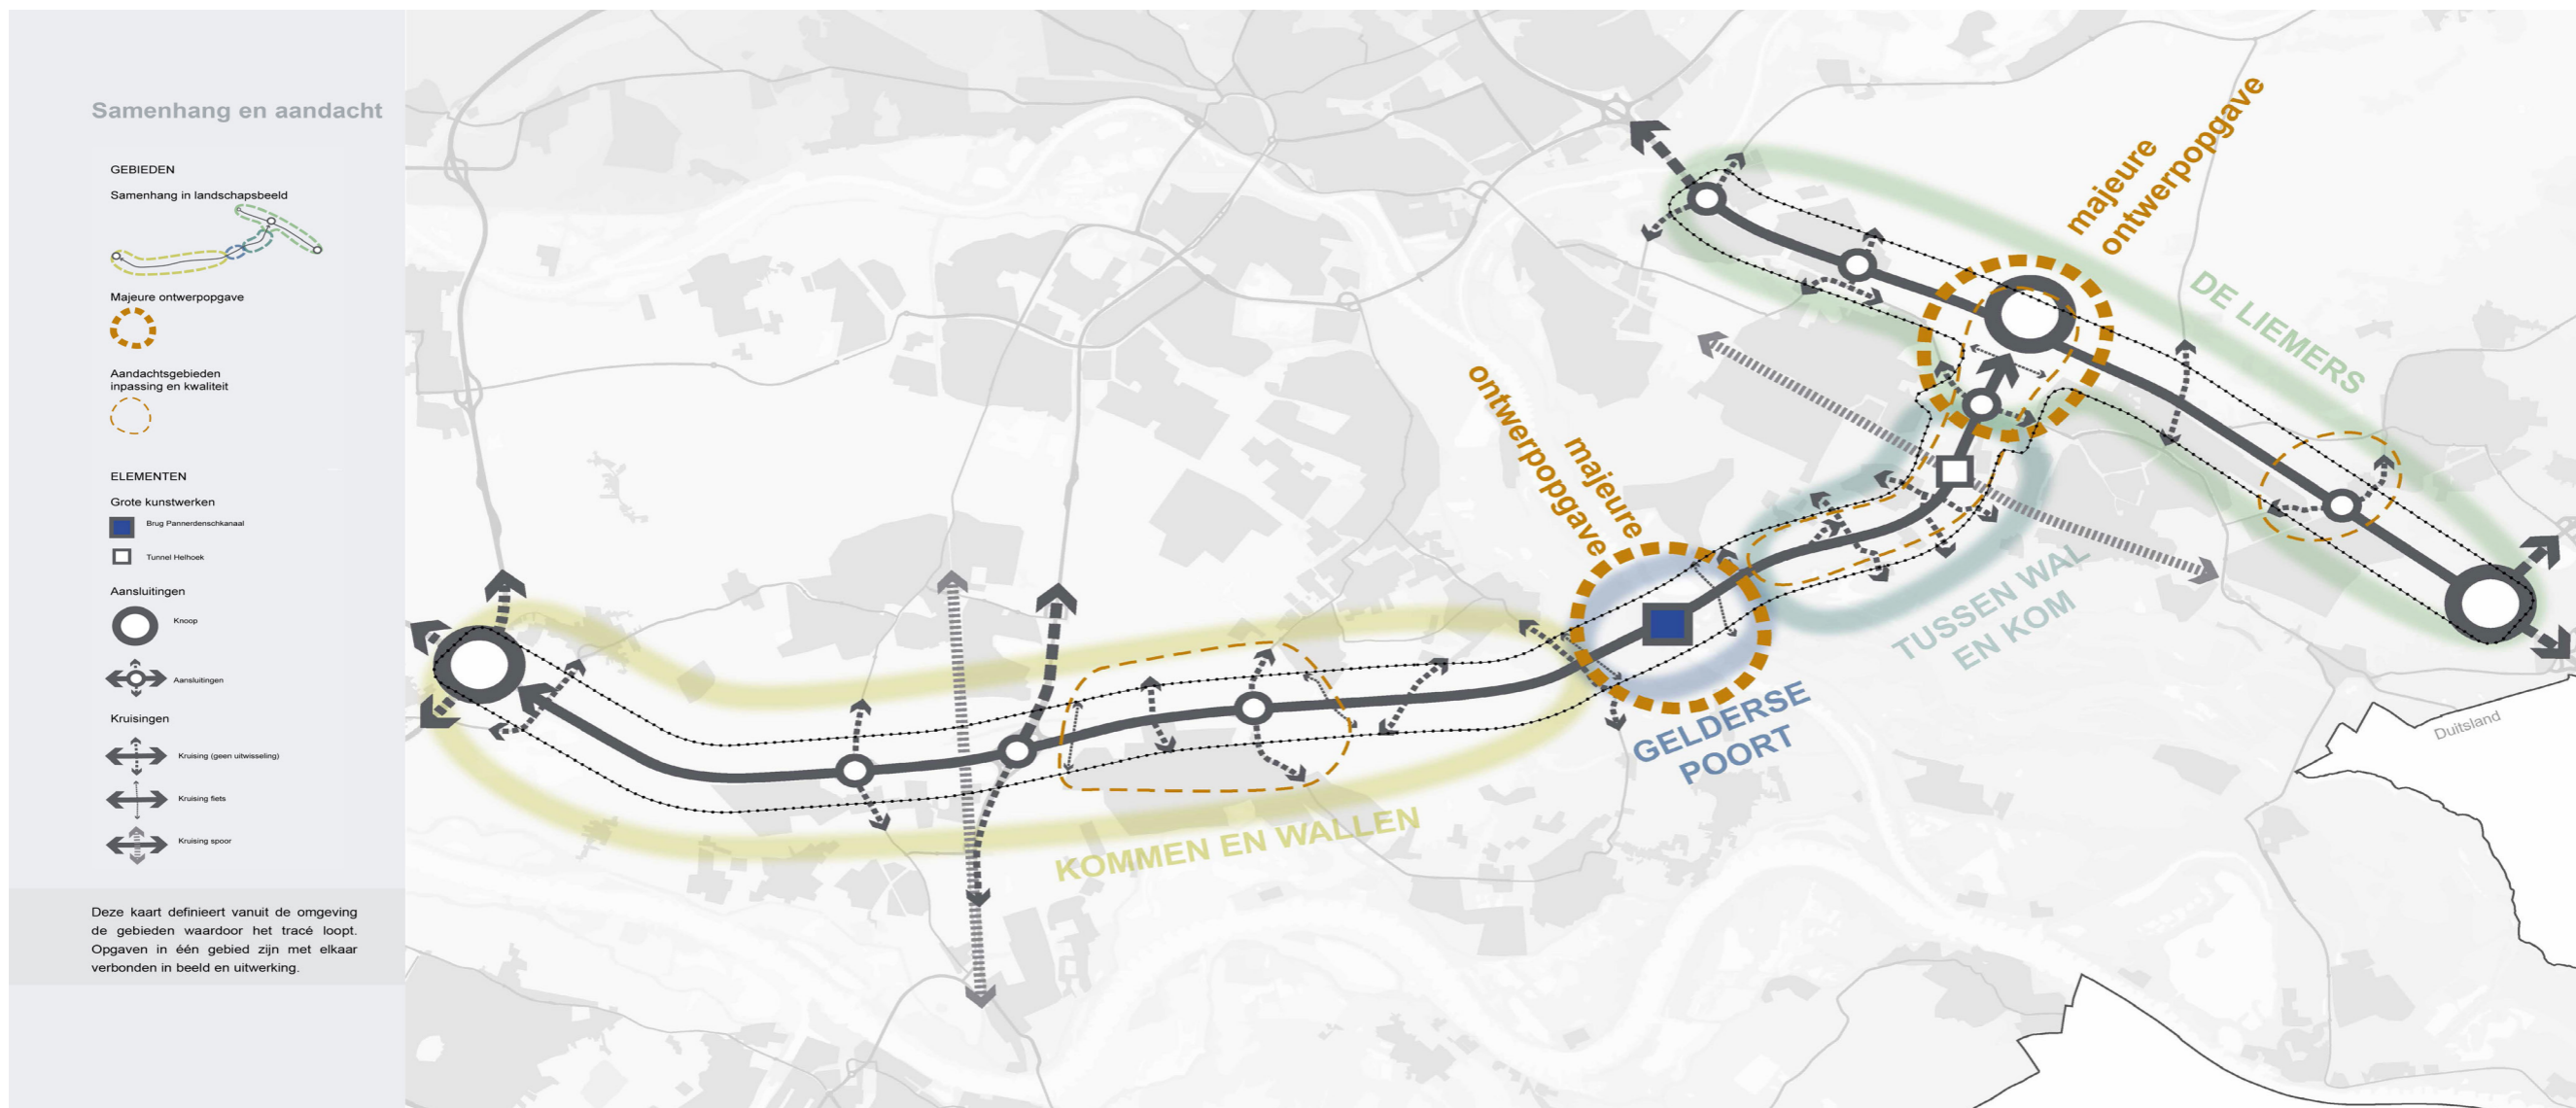 Samenhang en aandacht
GEBIEDEN
Samenhang in landschapsbeeld
Majeure ontwerpopgave
Aandachtsgebieden
inpassing en kwaliteit
ELEMENTEN
Grote kunstwerken
Brug Pannerdenschkanaal
Tunnel Helhoek
Aansluitingen
Knoop
Aansluitingen
Kruisingen
Kruising (geen uitwisseling)
Kruising fiets
Kruising spoor
Deze kaart definieert vanuit de omgeving
de gebieden waardoor het tracé loopt.
Opgaven in één gebied zijn met elkaar
verbonden in beeld en uitwerking.
majeure
ontwerpopgave
DE LIEMERS
majeure
ontwerpopgave
TUSSEN WAL
EN KOM
GELDERSE
POORT
KOMMEN EN WALLEN
Duitsland